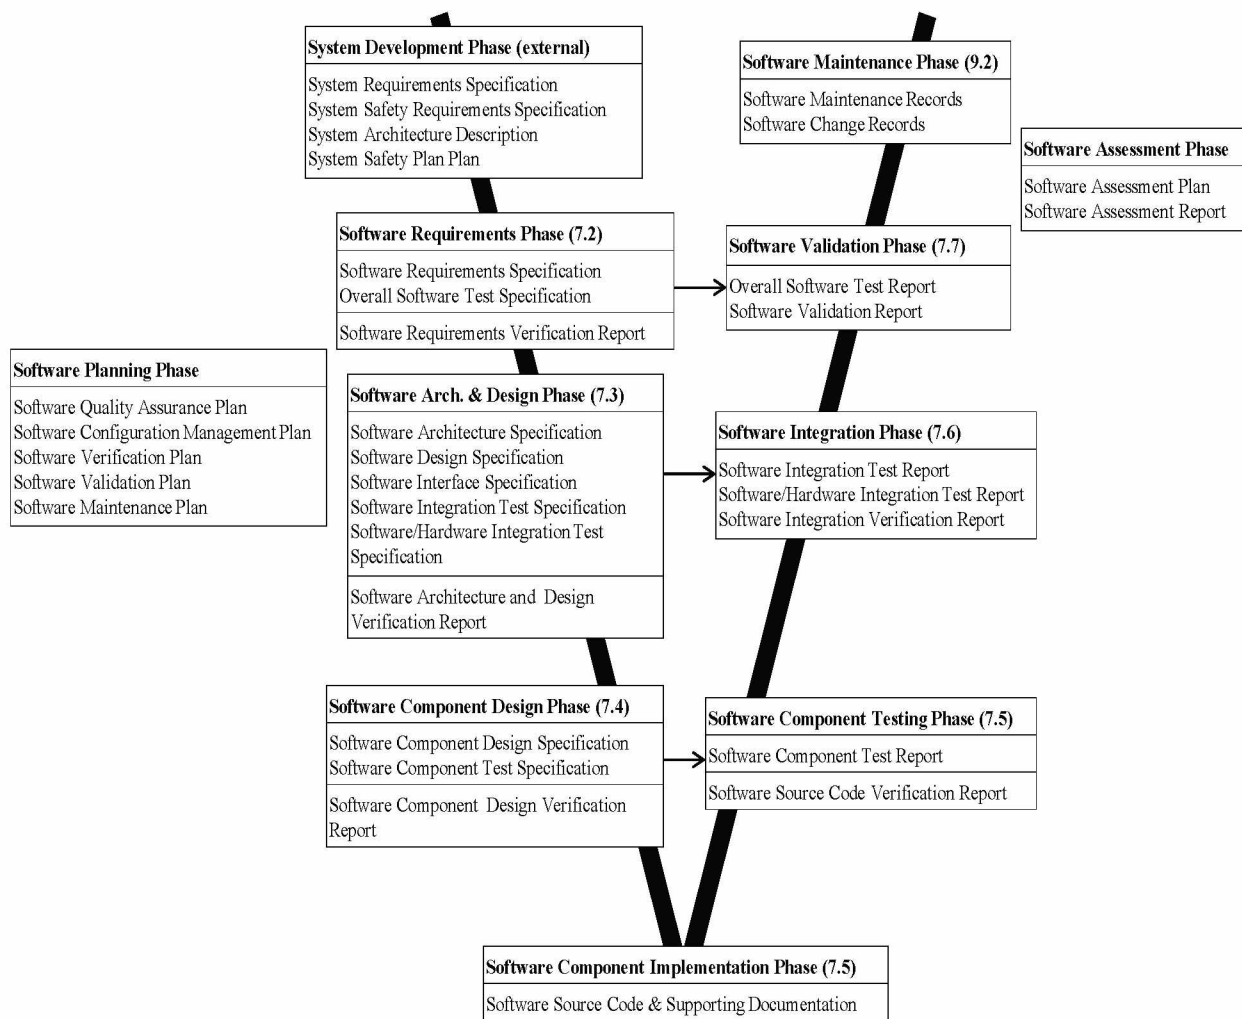 System Development Phase (external)
System Requirements Specification
System Safety Requirements Specification
System Architecture Description
System Safety Plan Plan
Software Maintenance Phase (9.2)
Software Maintenance Records
Software Change Records
Software Assessment Phase
Software Assessment Plan
Software Assessment Report
Software Requirements Phase (7.2)
Software Requirements Specification
Overall Software Test Specification
Software Requirements Verification Report
Software Validation Phase (7.7)
Overall Software Test Report
Software Validation Report
Software Planning Phase
Software Quality Assurance Plan
Software Configuration Management Plan
Software Verification Plan
Software Validation Plan
Software Maintenance Plan
Software Arch. & Design Phase (7.3)
Software Architecture Specification
Software Design Specification
Software Interface Specification
Software Integration Test Specification
Software/Hardware Integration Test
Specification
Software Architecture and Design
Verification Report
Software Integration Phase (7.6)
Software Integration Test Report
Software/Hardware Integration Test Report
Software Integration Verification Report
Software Component Design Phase (7.4)
Software Component Design Specification
Software Component Test Specification
Software Component Design Verification
Report
Software Component Testing Phase (7.5)
Software Component Test Report
Software Source Code Verification Report
Software Component Implementation Phase (7.5)
Software Source Code & Supporting Documentation